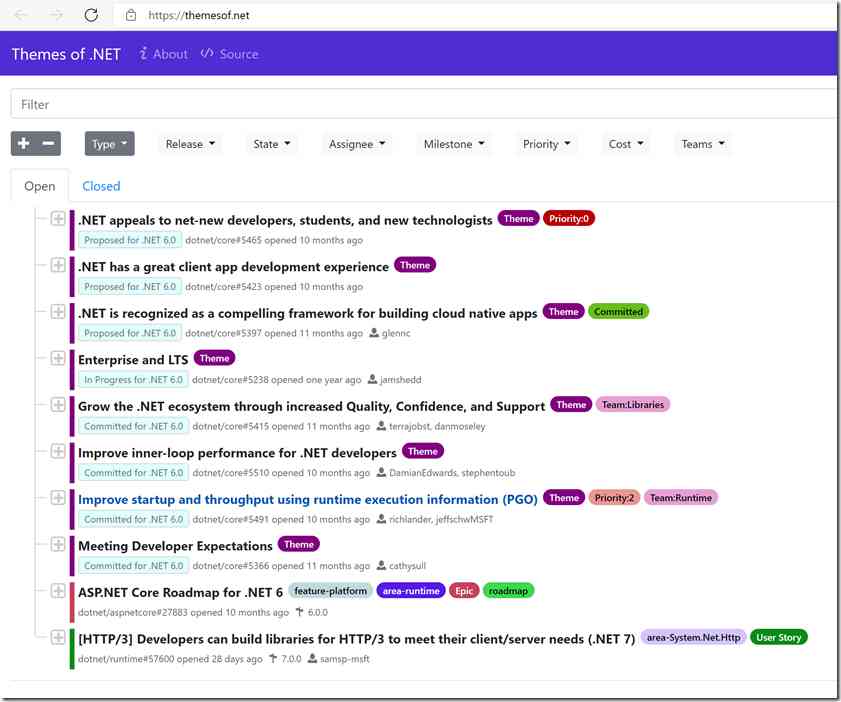 https://themesof.net
Themes of .NET About Source
Filter
Type Release State Assignee Milestone Priority Cost Teams
Open Closed
.NET appeals to net-new developers, students, and new technologists Theme Priority:0
Proposed for .NET 6.0 dotnet/core#5465 opened 10 months ago
.NET has a great client app development experience Theme
Proposed for .NET 6.0 dotnet/core#5423 opened 10 months ago
.NET is recognized as a compelling framework for building cloud native apps Theme Committed
Proposed for .NET 6.0 dotnet/core#5397 opened 11 months ago glennc
Enterprise and LTS Theme
In Progress for .NET 6.0 dotnet/core#5238 opened one year ago jamshedd
Grow the .NET ecosystem through increased Quality, Confidence, and Support Theme Team:Libraries
Committed for .NET 6.0 dotnet/core#5415 opened 11 months ago terrajobst, danmoseley
Improve inner-loop performance for .NET developers Theme
Committed for .NET 6.0 dotnet/core#5510 opened 10 months ago DamianEdwards, stephentoub
Improve startup and throughput using runtime execution information (PGO) Theme Priority:2 Team:Runtime
Committed for .NET 6.0 dotnet/core#5491 opened 10 months ago richlander, jeffschwMSFT
Meeting Developer Expectations Theme
Committed for .NET 6.0 dotnet/core#5366 opened 11 months ago cathysull
ASP.NET Core Roadmap for .NET 6 feature-platform area-runtime Epic roadmap
dotnet/aspnetcore#27883 opened 10 months ago 6.0.0
[HTTP/3] Developers can build libraries for HTTP/3 to meet their client/server needs (.NET 7) area-System.Net.Http User Story
dotnet/runtime#57600 opened 28 days ago 7.0.0 samsp-msft